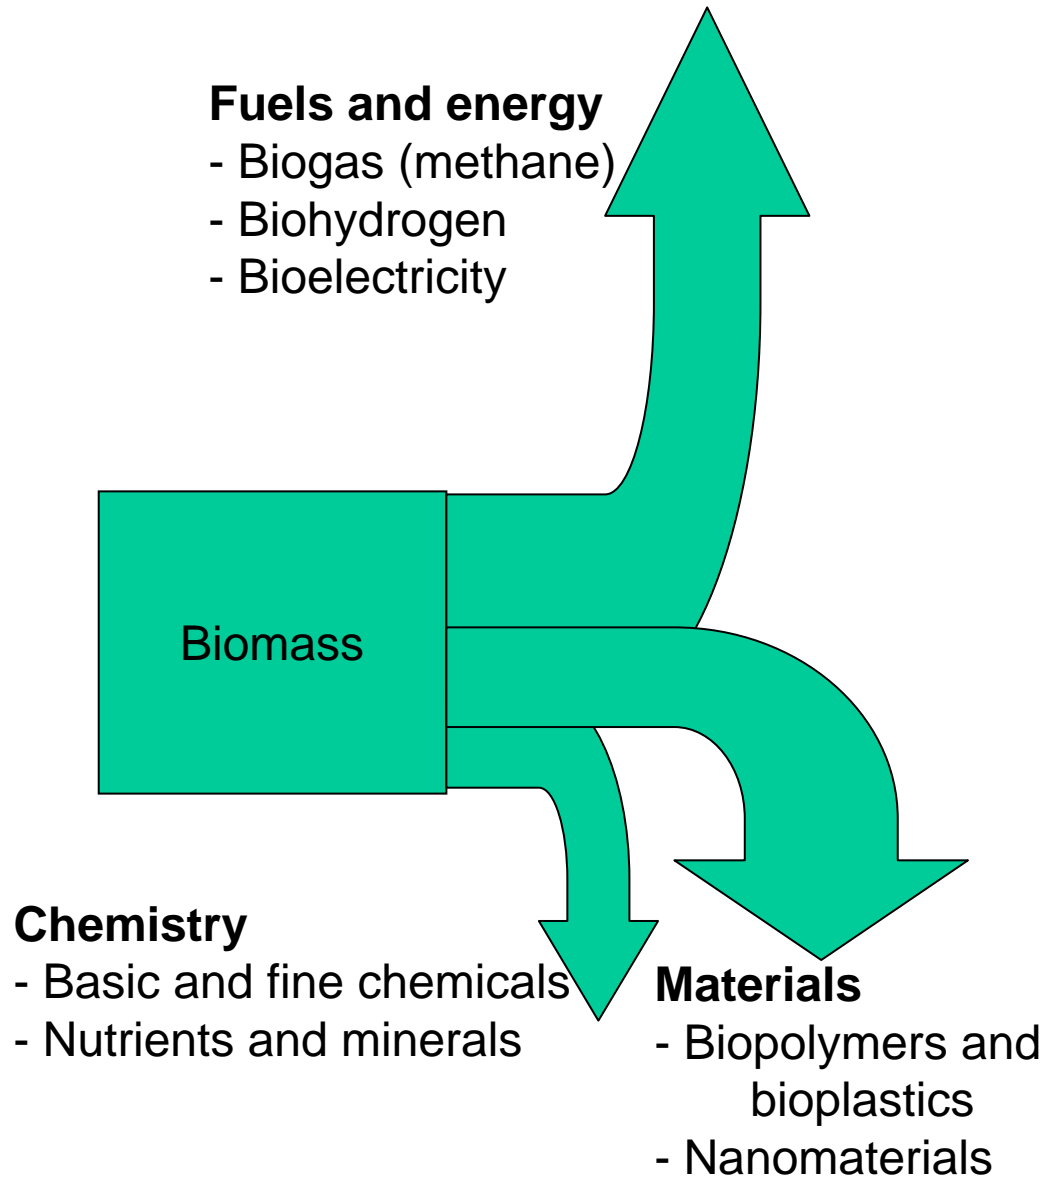 Fuels and energy
- Biogas (methane)
- Biohydrogen
- Bioelectricity
Biomass
Chemistry
- Basic and fine chemicals
- Nutrients and minerals
Materials
- Biopolymers and
bioplastics
- Nanomaterials